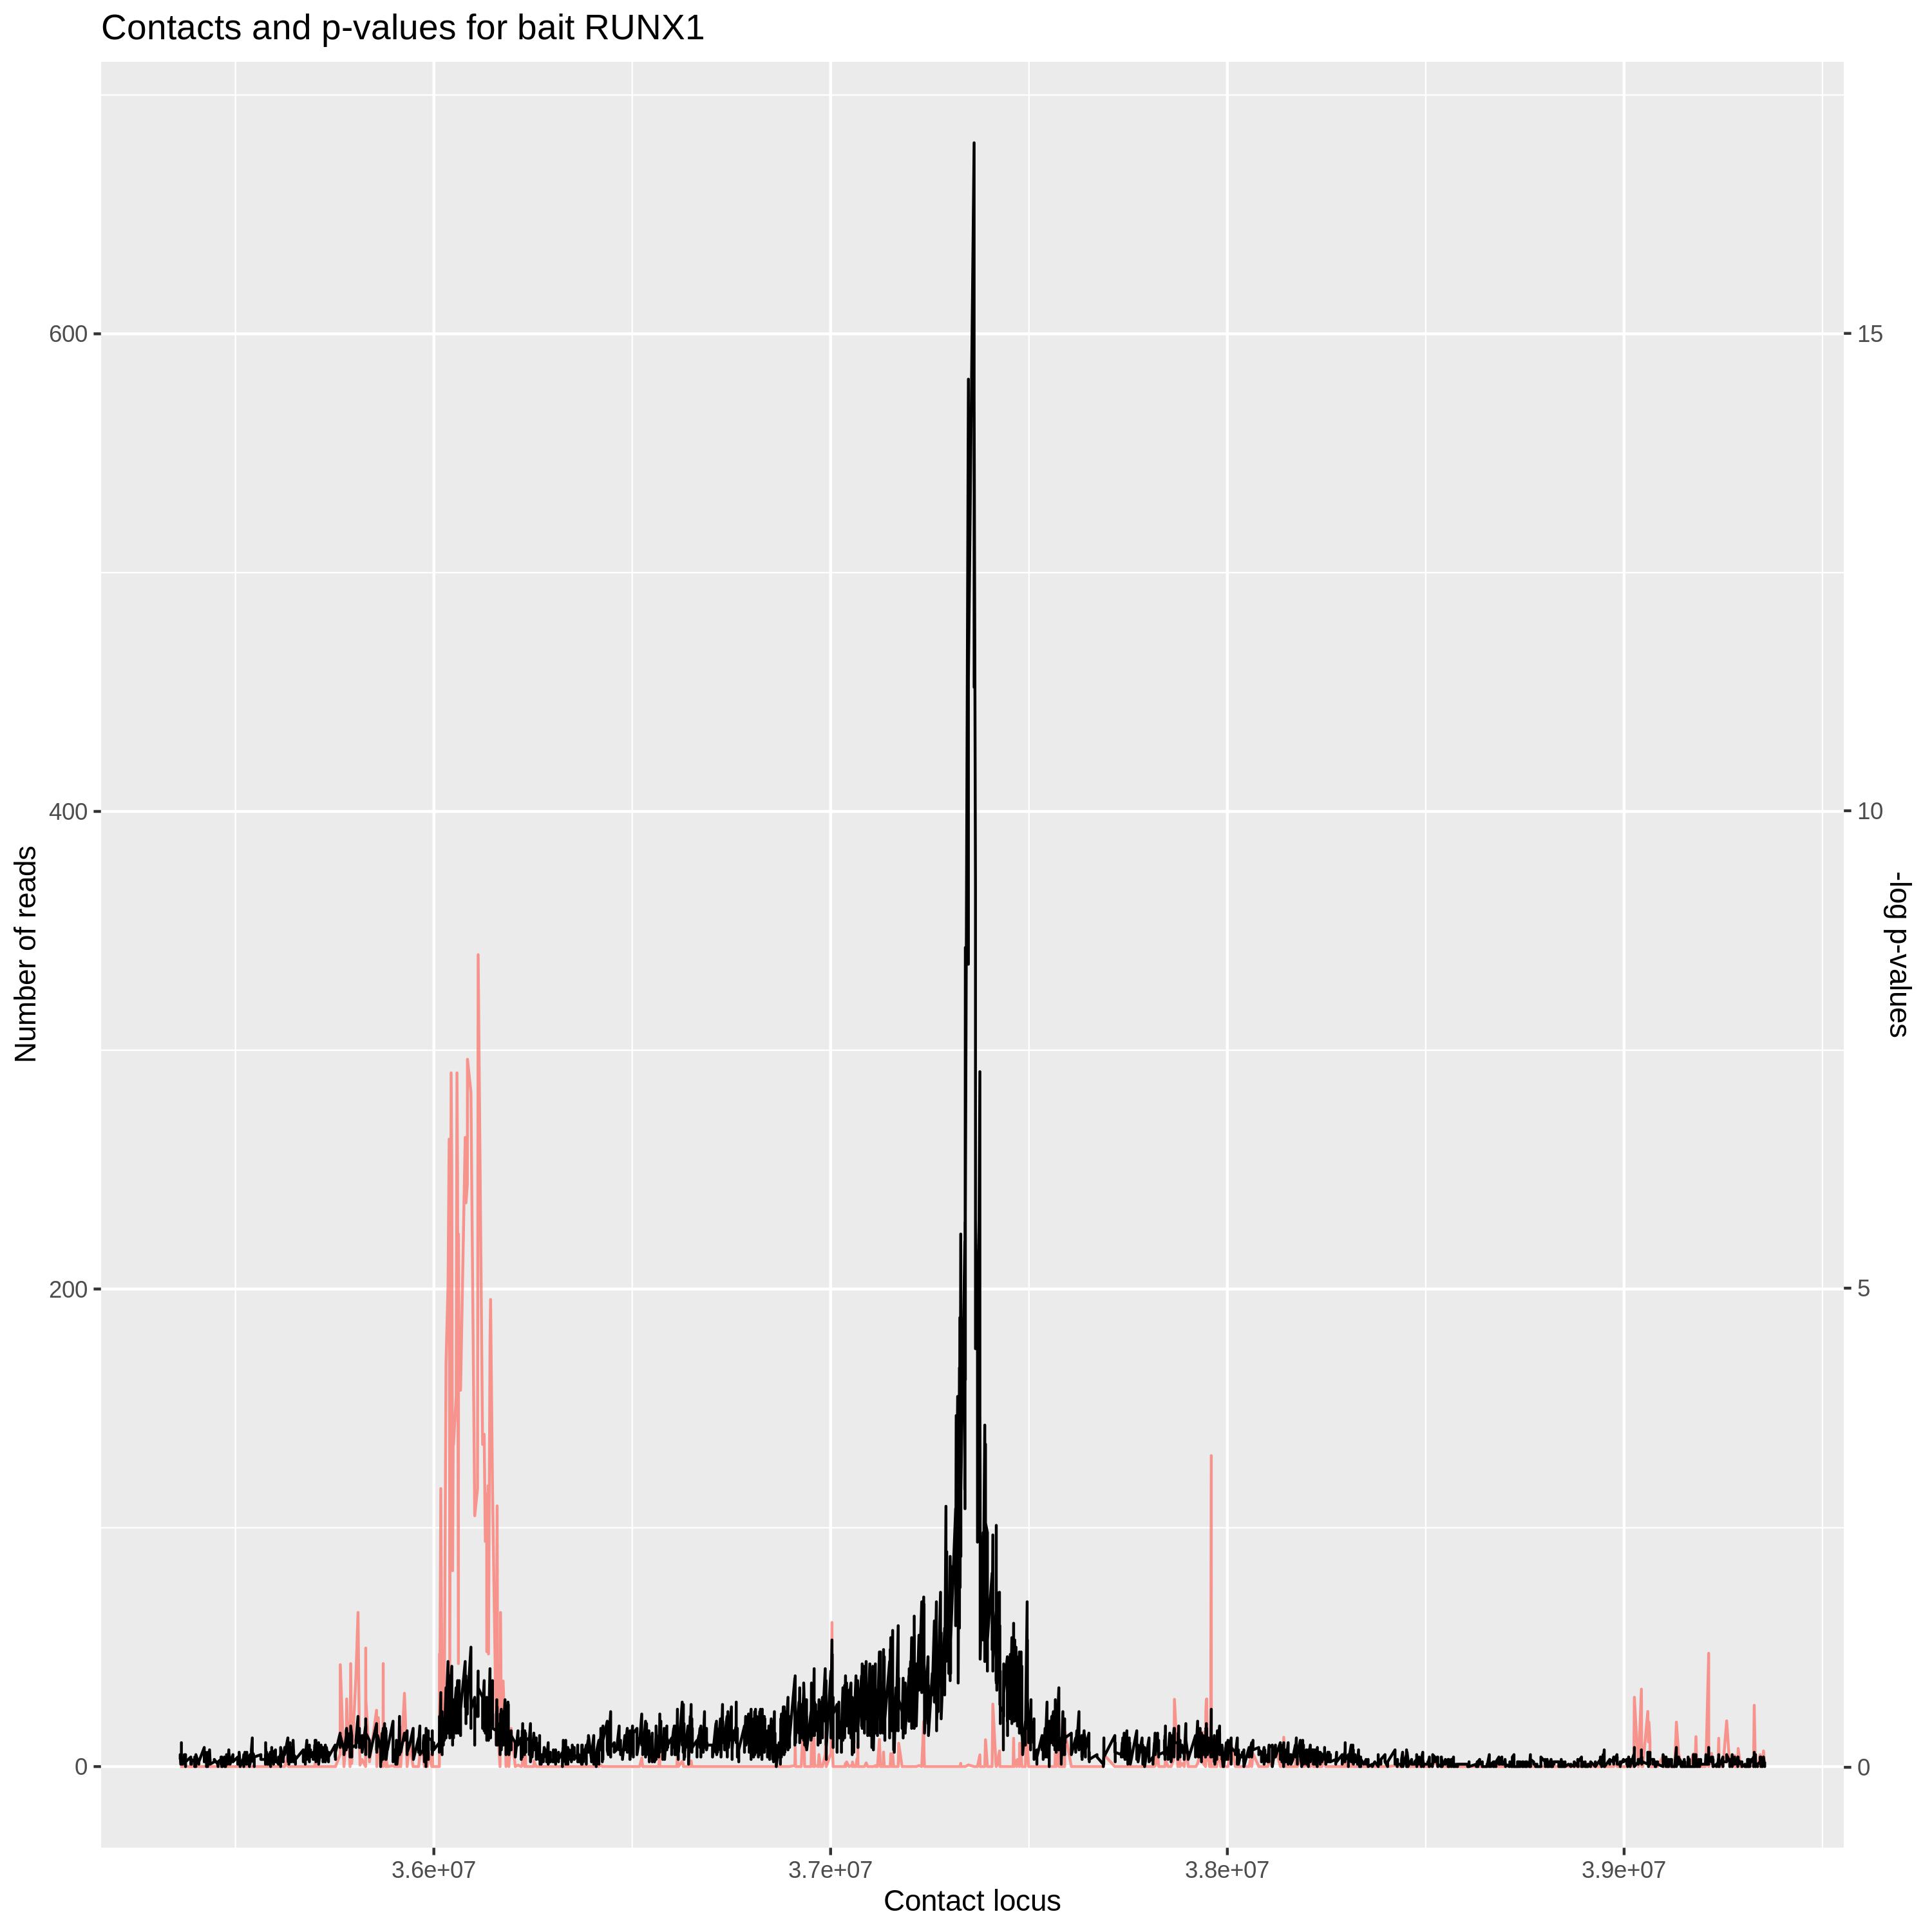 Contacts and p-values for bait RUNX1
600
400
200
0
15
10
5
0
Number of reads
-log p-values
3.6e+07
3.7e+07
3.8e+07
3.9e+07
Contact locus